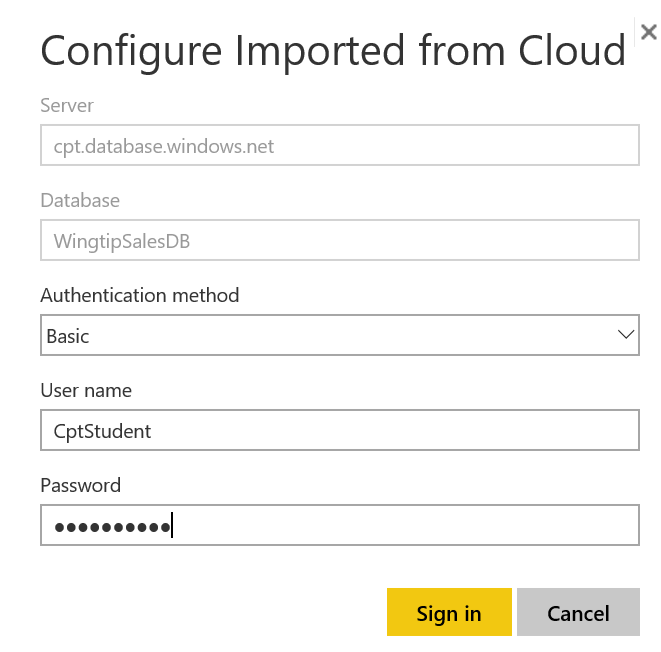 Configure Imported from Cloud
Server
cpt.database.windows.net
Database
WingtipSalesDB
Authentication method
Basic
User name
CptStudent
Password
●●●●●●●●●●
Sign in Cancel